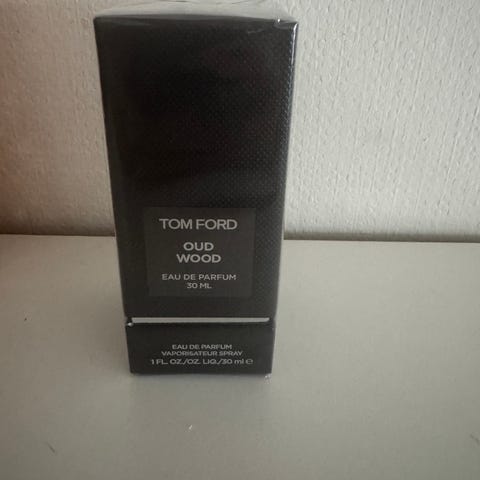 TOM FORD
OUD
WOOD
EAU DE PARFUM
30 ML
EAU DE PARFUM
VAPORISATEUR SPRAY
1 FL. OZ./OZ. LIQ./30 ml ℮